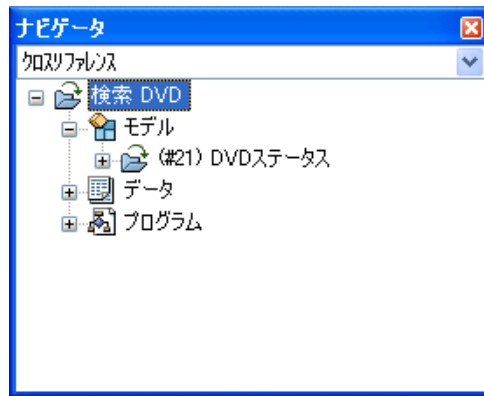 ナビゲータ
クロスリファレンス
検索 DVD
モデル
(#21) DVDステータス
データ
プログラム